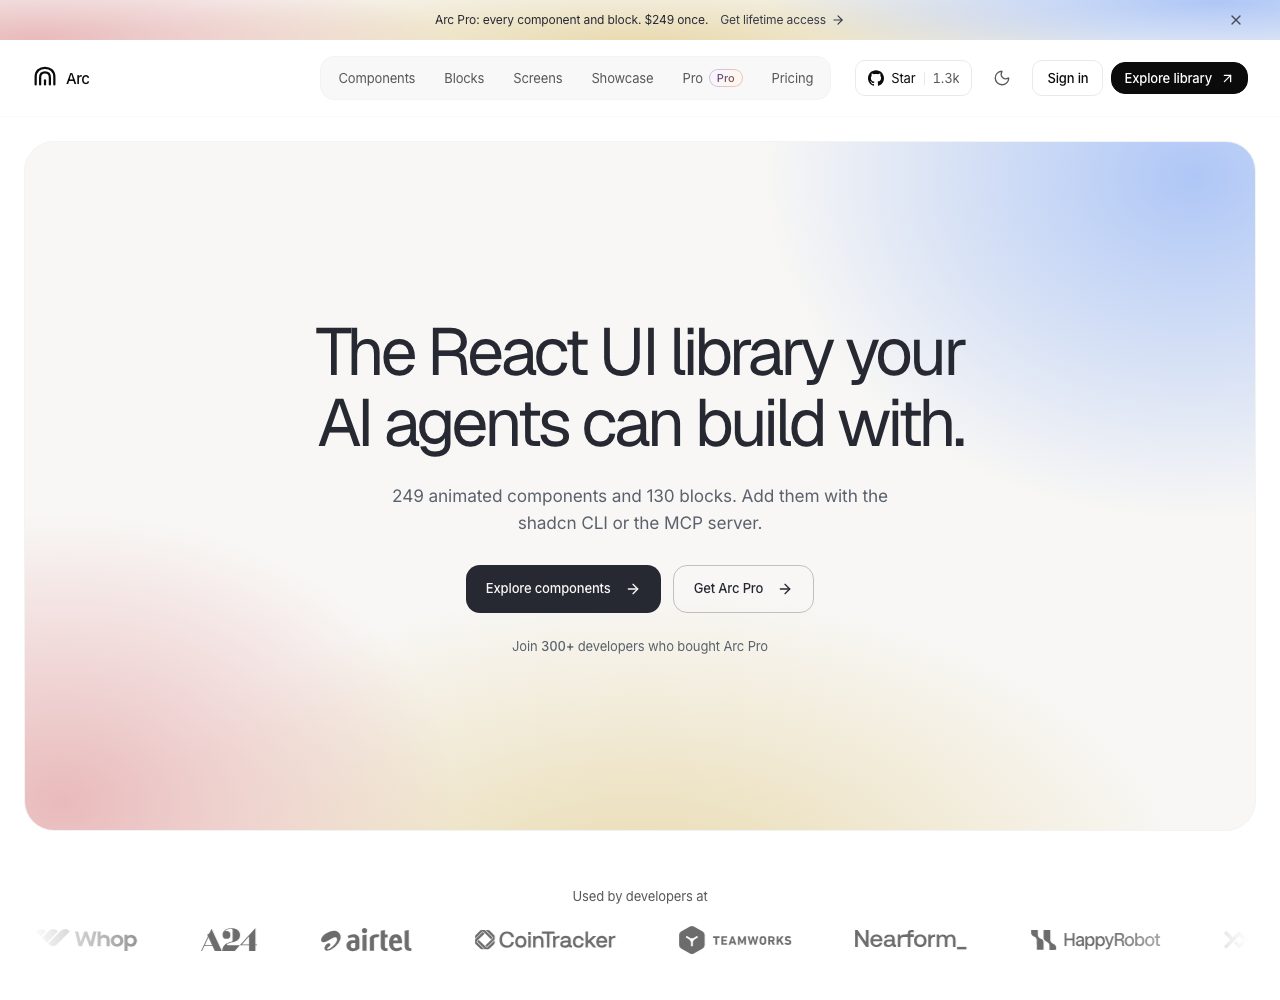 Arc Pro: every component and block. $249 once. Get lifetime access
Arc
Components Blocks Screens Showcase Pro Pro Pricing
Star 1.3k
Sign in
Explore library
The React UI library your
AI agents can build with.
249 animated components and 130 blocks. Add them with the
shadcn CLI or the MCP server.
Explore components
Get Arc Pro
Join 300+ developers who bought Arc Pro
Used by developers at
Whop A24 airtel CoinTracker TEAMWORKS Nearform_ HappyRobot